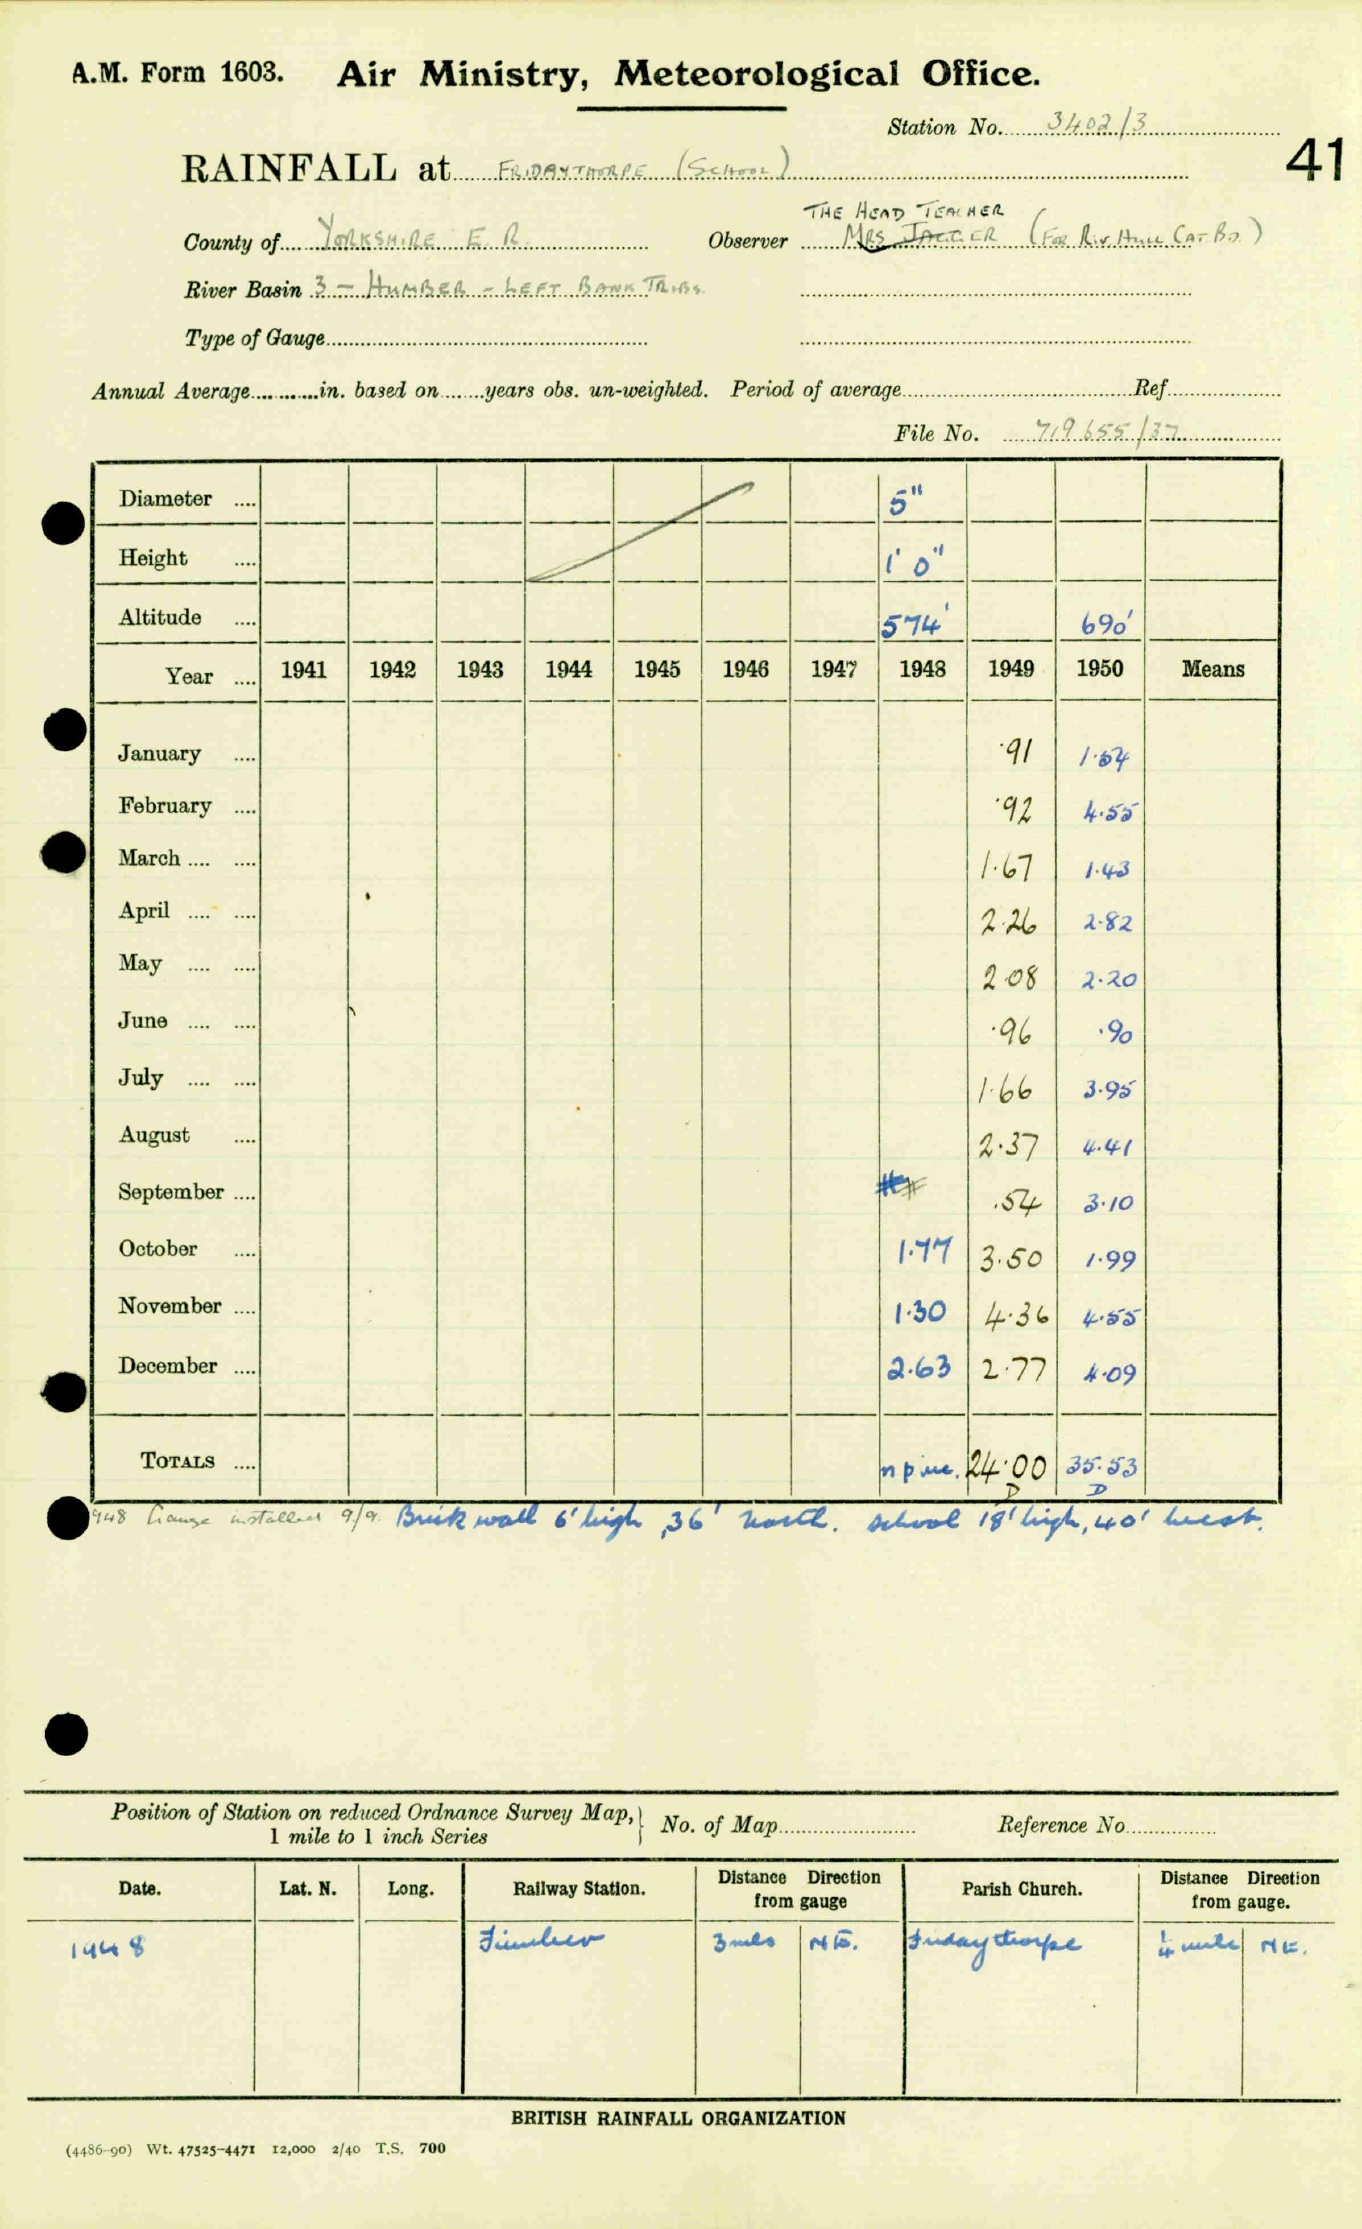 A.M. Form 1603. Air Ministry, Meteorological Office.
Station No. 3402/3
41
RAINFALL at FRIDAYTHORPE (SCHOOL)
THE HEAD TEACHER
County of YORKSHIRE E.R. Observer MRS JAGGER (FOR RIV. HULL CAT. BD.)
River Basin 3 - HUMBER - LEFT BANK TRIBS.
Type of Gauge
Annual Average in. based on years obs. un-weighted. Period of average Ref.
File No. 719655/37
Diameter 5"
Height 1' 0"
Altitude 574' 690'
Year 1941 1942 1943 1944 1945 1946 1947 1948 1949 1950 Means
January .91 1.54
February .92 4.55
March 1.67 1.43
April 2.26 2.82
May 2.08 2.20
June .96 .90
July 1.66 3.95
August 2.37 4.41
September .54 3.10
October 1.77 3.50 1.99
November 1.30 4.36 4.55
December 2.63 2.77 4.09
TOTALS 24.00 35.53
D D
1948 Gauge installed 9/9. Brick wall 6' high, 36' North. School 18' high, 40' West.
Position of Station on reduced Ordnance Survey Map, 1 mile to 1 inch Series } No. of Map Reference No.
Date. Lat. N. Long. Railway Station. Distance Direction from gauge Parish Church. Distance Direction from gauge.
1948 Fimber 3 mls NE. Fridaythorpe 1/4 mile NE.
BRITISH RAINFALL ORGANIZATION
(4486-90) Wt. 47525-4471 12,000 2/40 T.S. 700